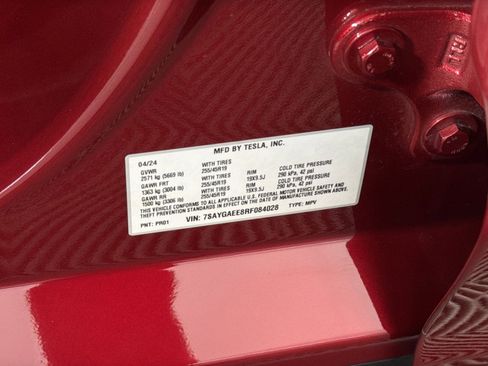 MFD BY TESLA, INC.
04/24
GVWR WITH TIRES RIM COLD TIRE PRESSURE
2571 kg (5669 lb) 255/45R19 19X9.5J 290 kPa, 42 psi
GAWR FRT WITH TIRES RIM COLD TIRE PRESSURE
1363 kg (3004 lb) 255/45R19 19X9.5J 290 kPa, 42 psi
GAWR RR WITH TIRES
1500 kg (3306 lb) 255/45R19
THIS VEHICLE CONFORMS TO ALL APPLICABLE U.S. FEDERAL MOTOR VEHICLE SAFETY AND
THEFT PREVENTION STANDARDS IN EFFECT ON THE DATE OF MANUFACTURE SHOWN ABOVE.
VIN: 7SAYGAEE8RF084028
PNT: PR01 TYPE: MPV